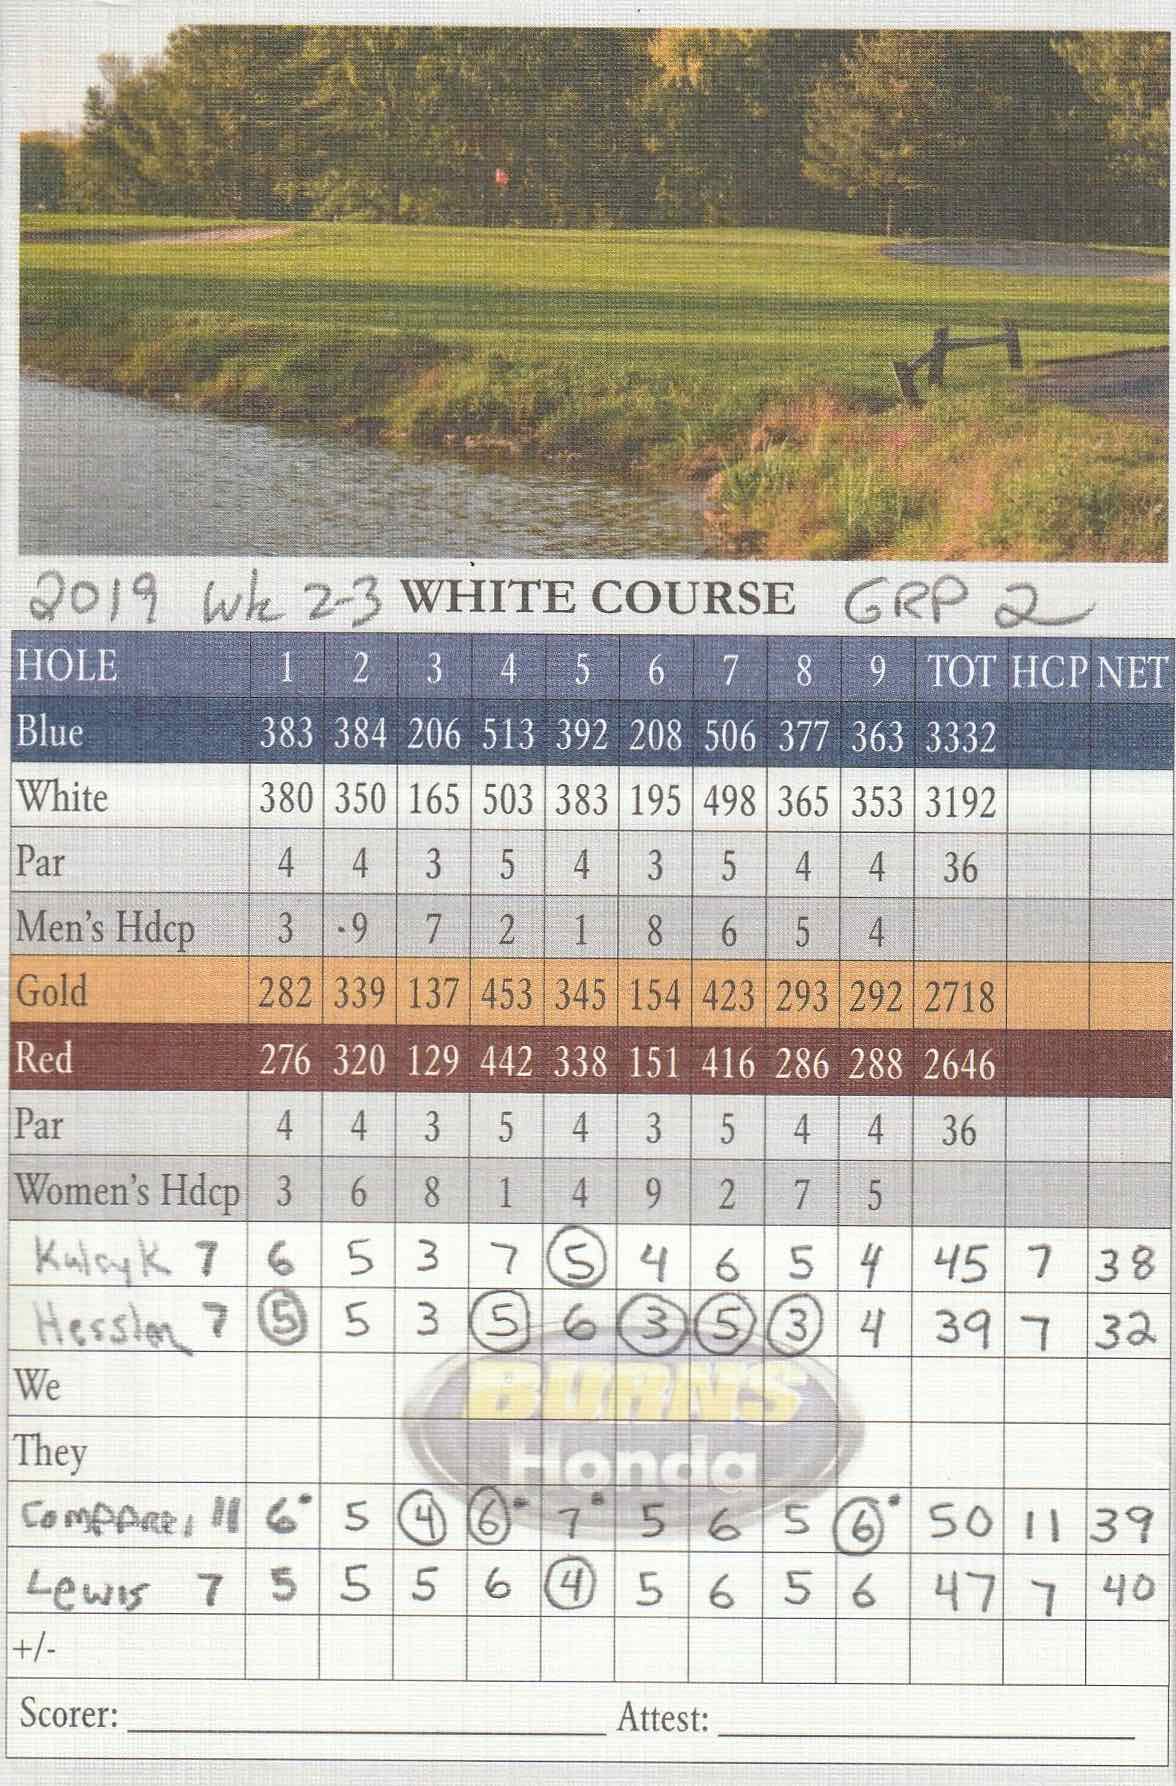 2019 Wk 2-3 WHITE COURSE GRP 2
HOLE 1 2 3 4 5 6 7 8 9 TOT HCP NET
Blue 383 384 206 513 392 208 506 377 363 3332
White 380 350 165 503 383 195 498 365 353 3192
Par 4 4 3 5 4 3 5 4 4 36
Men's Hdcp 3 9 7 2 1 8 6 5 4
Gold 282 339 137 453 345 154 423 293 292 2718
Red 276 320 129 442 338 151 416 286 288 2646
Par 4 4 3 5 4 3 5 4 4 36
Women's Hdcp 3 6 8 1 4 9 2 7 5
7 6 5 3 7 5 4 6 5 4 45 7 38
7 5 5 3 5 6 3 5 3 4 39 7 32
We
BURNS
They
Honda
11 6 5 4 6 7 5 6 5 6 50 11 39
Lewis 7 5 5 5 6 4 5 6 5 6 47 7 40
+/-
Scorer: Attest: